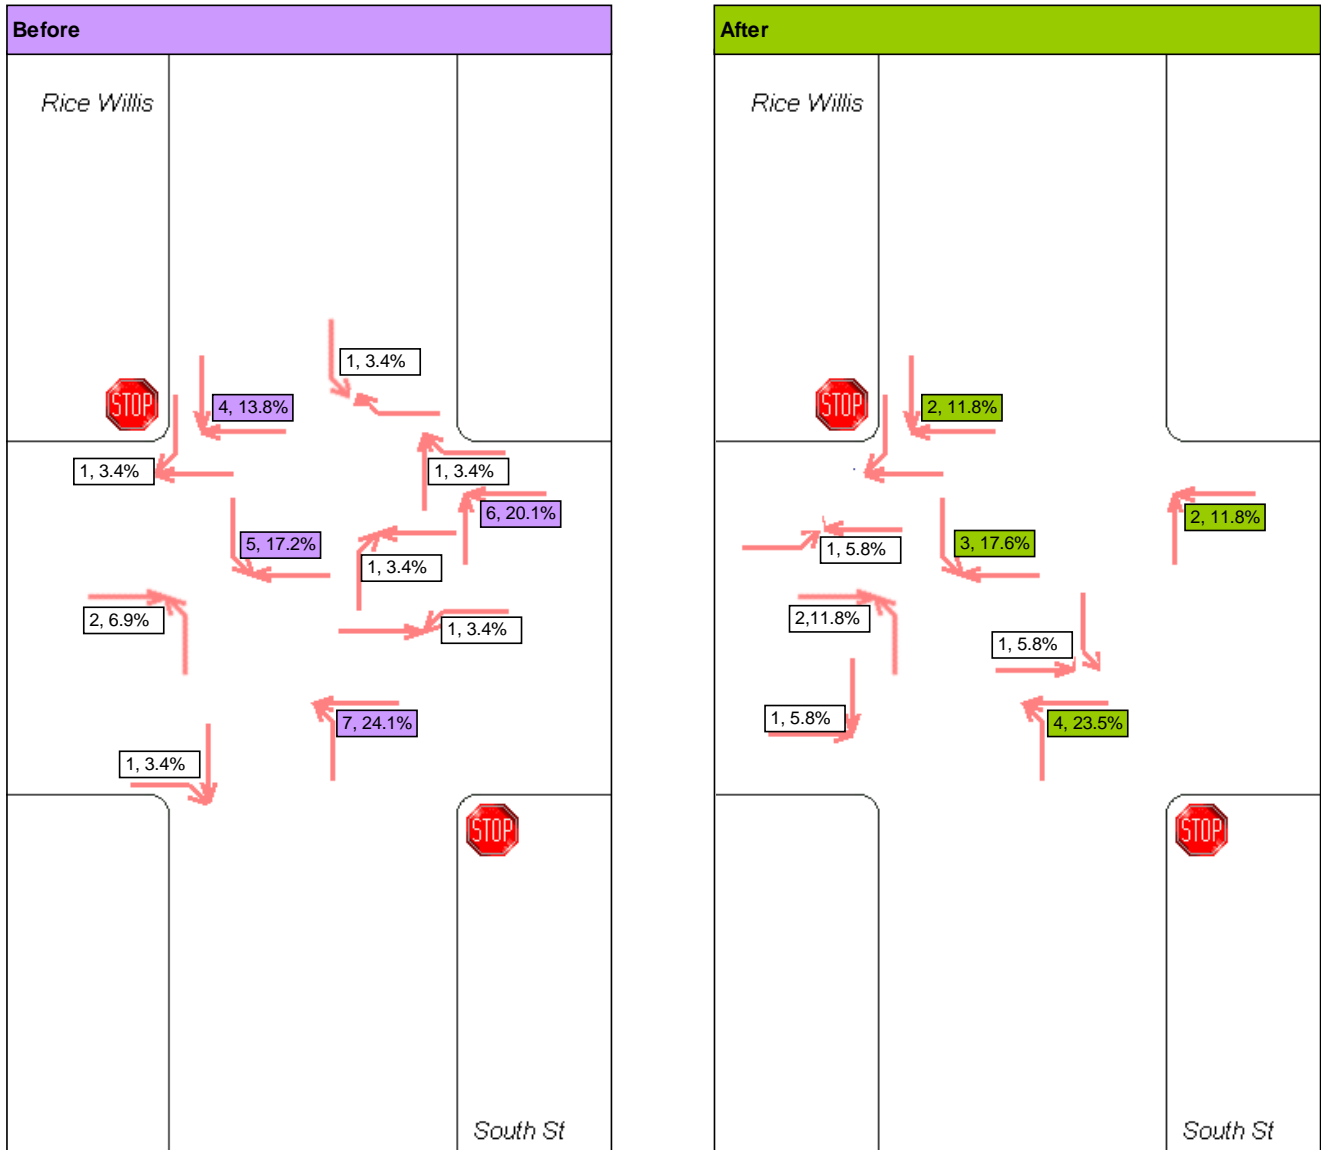 Before
Rice Willis
1, 3.4%
STOP
4, 13.8%
1, 3.4%
1, 3.4%
6, 20.1%
5, 17.2%
1, 3.4%
2, 6.9%
1, 3.4%
7, 24.1%
1, 3.4%
STOP
South St
After
Rice Willis
STOP
2, 11.8%
2, 11.8%
3, 17.6%
1, 5.8%
2,11.8%
1, 5.8%
1, 5.8%
4, 23.5%
STOP
South St